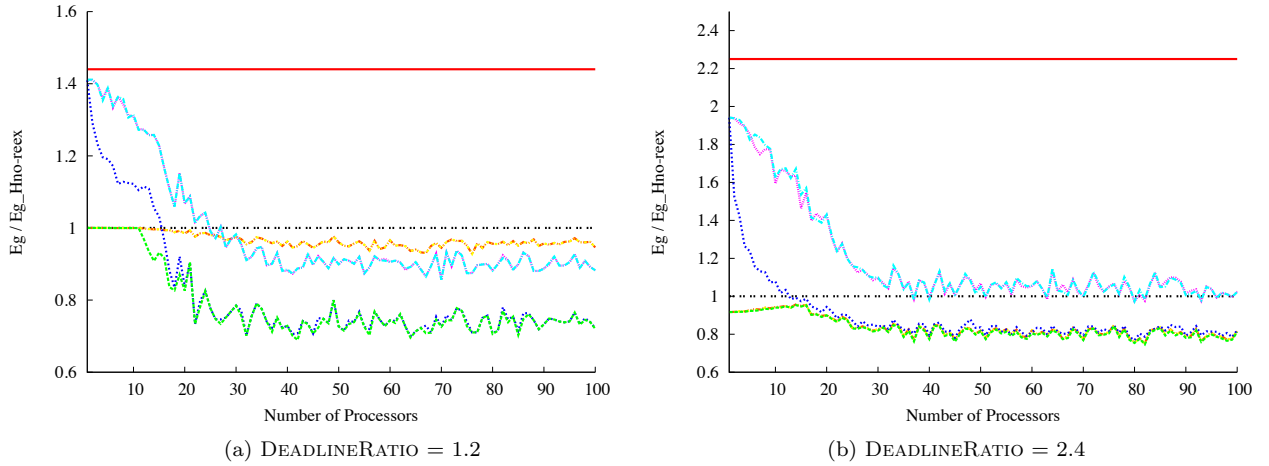 1.6
1.4
1.2
1
0.8
0.6
Eg / Eg_Hno-reex
10 20 30 40 50 60 70 80 90 100
Number of Processors
(a) DEADLINERATIO = 1.2
2.4
2.2
2
1.8
1.6
1.4
1.2
1
0.8
0.6
Eg / Eg_Hno-reex
10 20 30 40 50 60 70 80 90 100
Number of Processors
(b) DEADLINERATIO = 2.4